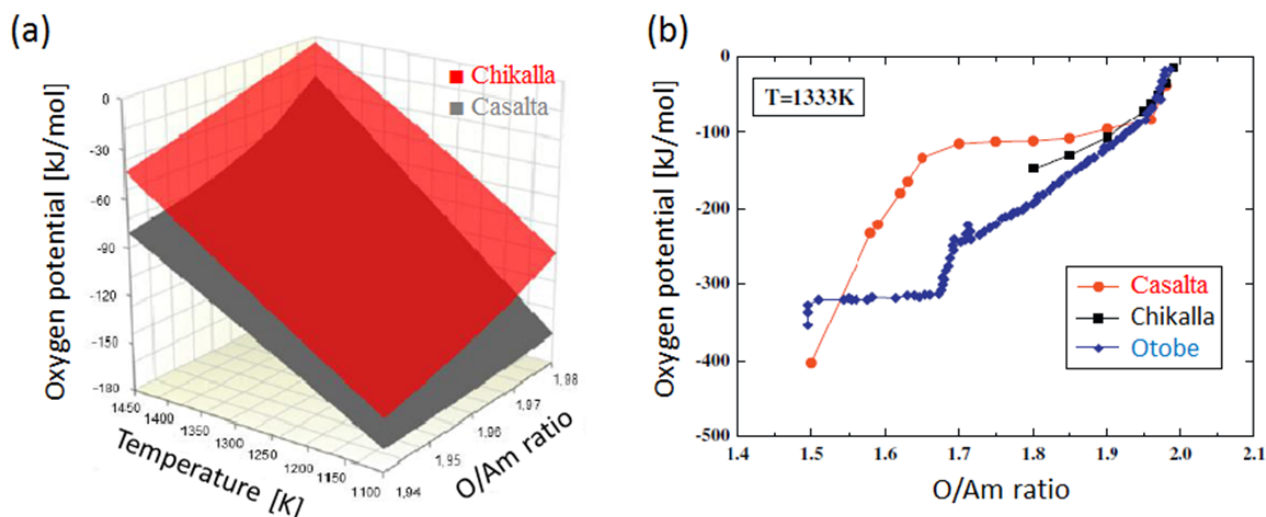 (a)
Chikalla
Casalta
Oxygen potential [kJ/mol]
0
-30
-60
-90
-120
-150
-180
1450
1400
1350
1300
1250
1200
1150
1100
Temperature [K]
1,94
1,95
1,96
1,97
1,98
O/Am ratio
(b)
T=1333K
Oxygen potential [kJ/mol]
0
-100
-200
-300
-400
-500
1.4 1.5 1.6 1.7 1.8 1.9 2.0 2.1
O/Am ratio
Casalta
Chikalla
Otobe